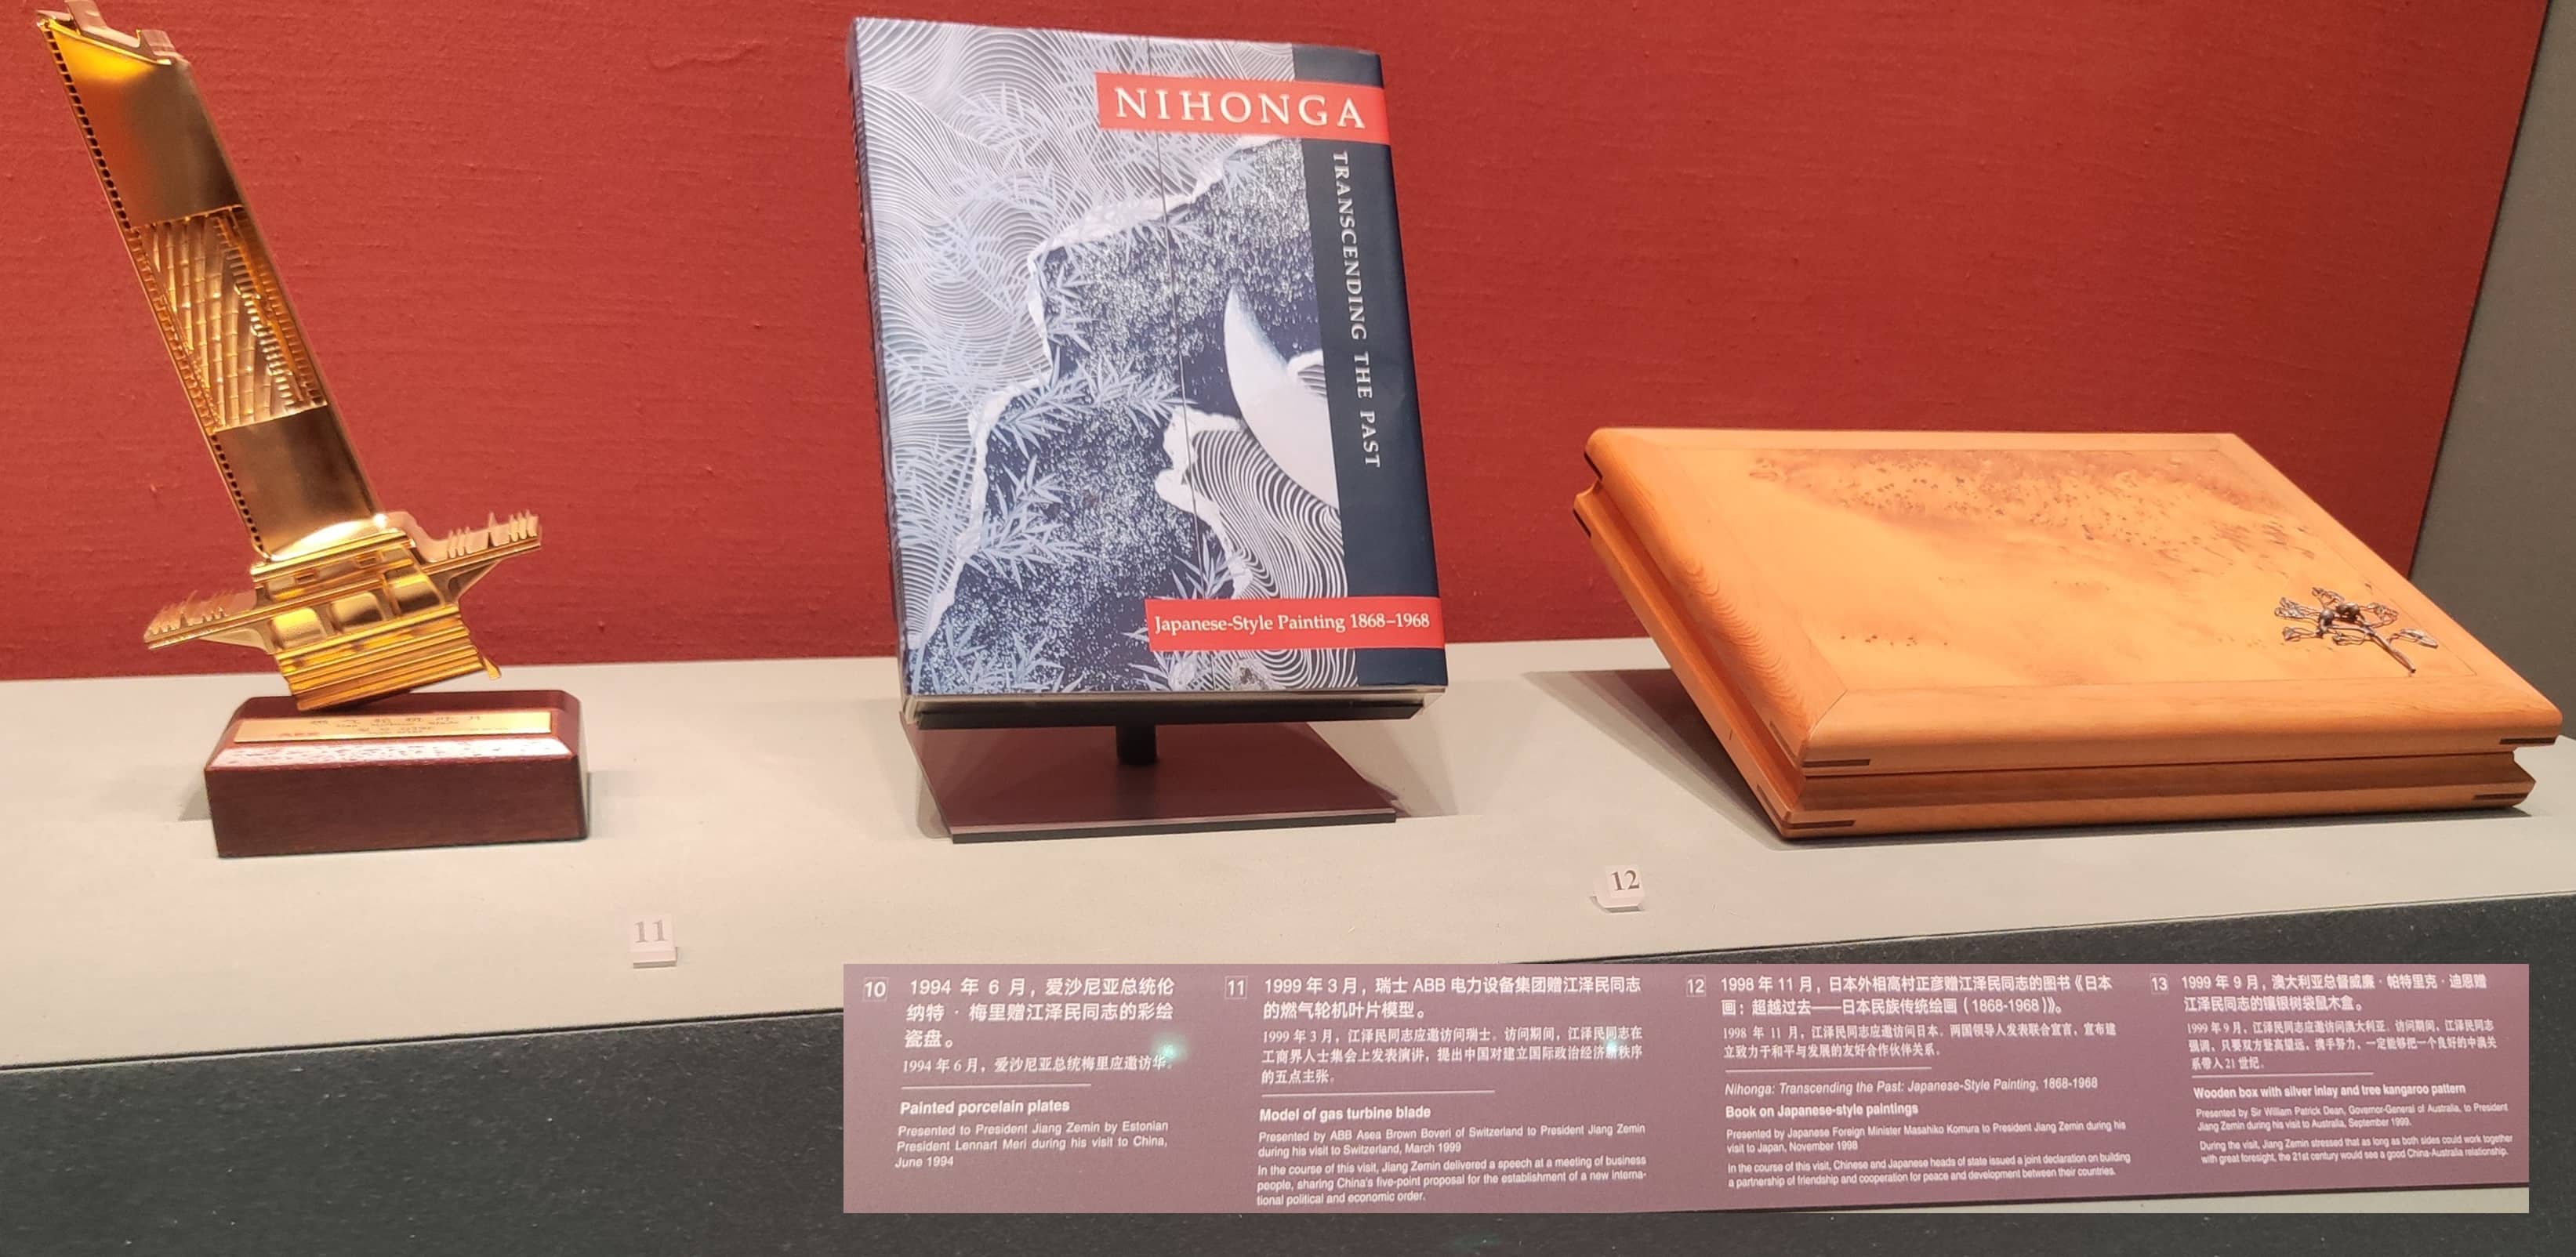 NIHONGA
TRANSCENDING THE PAST
Japanese-Style Painting 1868–1968
11
12
10
1994 年 6 月，爱沙尼亚总统伦
纳特 · 梅里赠江泽民同志的彩绘
瓷盘。
1994 年 6 月，爱沙尼亚总统梅里应邀访华。
Painted porcelain plates
Presented to President Jiang Zemin by Estonian
President Lennart Meri during his visit to China,
June 1994
11
1999 年 3 月，瑞士 ABB 电力设备集团赠江泽民同志
的燃气轮机叶片模型。
1999 年 3 月，江泽民同志应邀访问瑞士。访问期间，江泽民同志在
工商界人士集会上发表演讲，提出中国对建立国际政治经济新秩序
的五点主张。
Model of gas turbine blade
Presented by ABB Asea Brown Boveri of Switzerland to President Jiang Zemin
during his visit to Switzerland, March 1999
In the course of this visit, Jiang Zemin delivered a speech at a meeting of business
people, sharing China's five-point proposal for the establishment of a new interna-
tional political and economic order.
12
1998 年 11 月，日本外相高村正彦赠江泽民同志的图书《日本
画：超越过去——日本民族传统绘画（1868-1968）》。
1998 年 11 月，江泽民同志应邀访问日本。两国领导人发表联合宣言，宣布建
立致力于和平与发展的友好合作伙伴关系。
Nihonga: Transcending the Past: Japanese-Style Painting, 1868-1968
Book on Japanese-style paintings
Presented by Japanese Foreign Minister Masahiko Komura to President Jiang Zemin during his
visit to Japan, November 1998
In the course of this visit, Chinese and Japanese heads of state issued a joint declaration on building
a partnership of friendship and cooperation for peace and development between their countries.
13
1999 年 9 月，澳大利亚总督威廉 · 帕特里克 · 迪恩赠
江泽民同志的镶银树袋鼠木盒。
1999 年 9 月，江泽民同志应邀访问澳大利亚。访问期间，江泽民同志
强调，只要双方登高望远，携手努力，一定能够把一个良好的中澳关
系带入 21 世纪。
Wooden box with silver inlay and tree kangaroo pattern
Presented by Sir William Patrick Dean, Governor-General of Australia, to President
Jiang Zemin during his visit to Australia, September 1999.
During the visit, Jiang Zemin stressed that as long as both sides could work together
with great foresight, the 21st century would see a good China-Australia relationship.